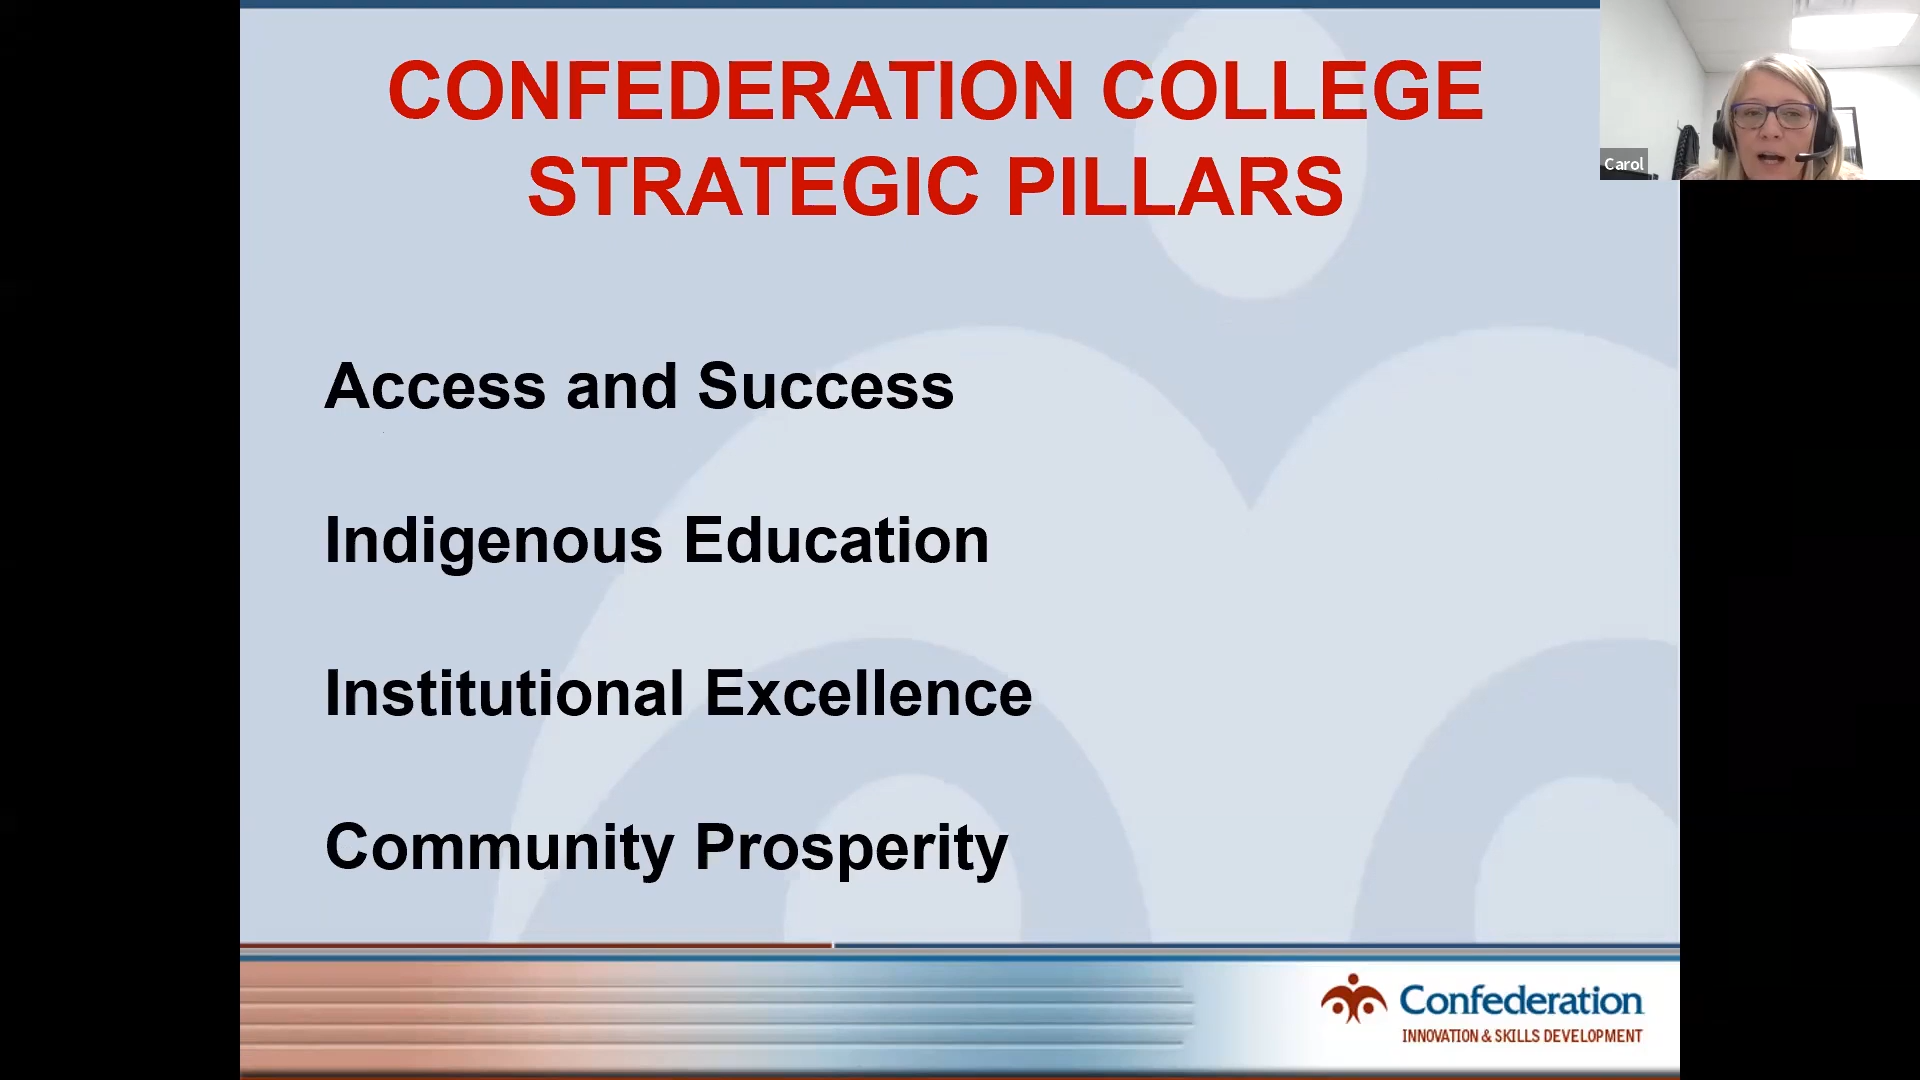 CONFEDERATION COLLEGE
STRATEGIC PILLARS
Carol
Access and Success
Indigenous Education
Institutional Excellence
Community Prosperity
Confederation
INNOVATION & SKILLS DEVELOPMENT